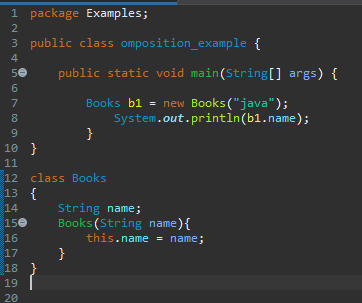 1 package Examples;
2
3 public class omposition_example {
4
5 public static void main(String[] args) {
6
7 Books b1 = new Books("java");
8 System.out.println(b1.name);
9 }
10 }
11
12 class Books
13 {
14 String name;
15 Books(String name){
16 this.name = name;
17 }
18 }
19
20